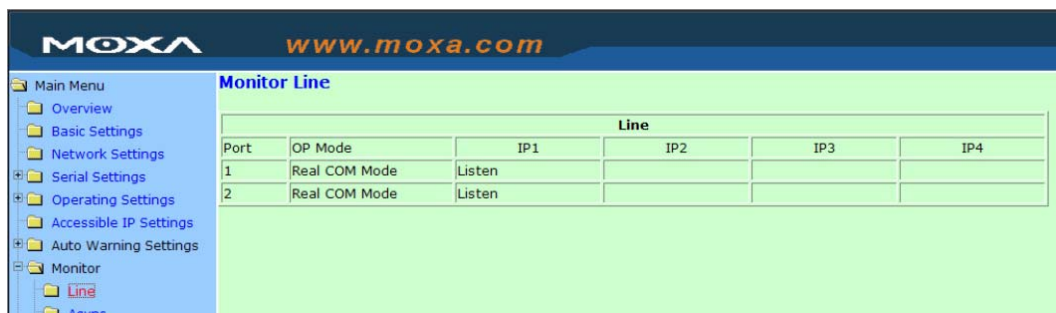 MOXA www.moxa.com
Main Menu
Overview
Basic Settings
Network Settings
Serial Settings
Operating Settings
Accessible IP Settings
Auto Warning Settings
Monitor
Line
Monitor Line
Line
Port OP Mode IP1 IP2 IP3 IP4
1 Real COM Mode Listen
2 Real COM Mode Listen